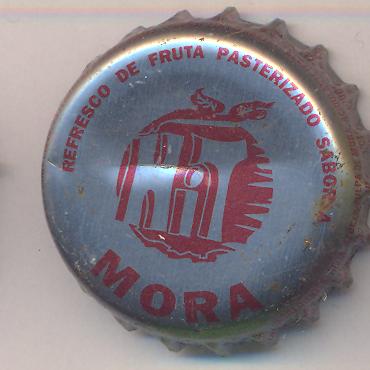 REFRESCO DE FRUTA PASTERIZADO SABOR A
MORA